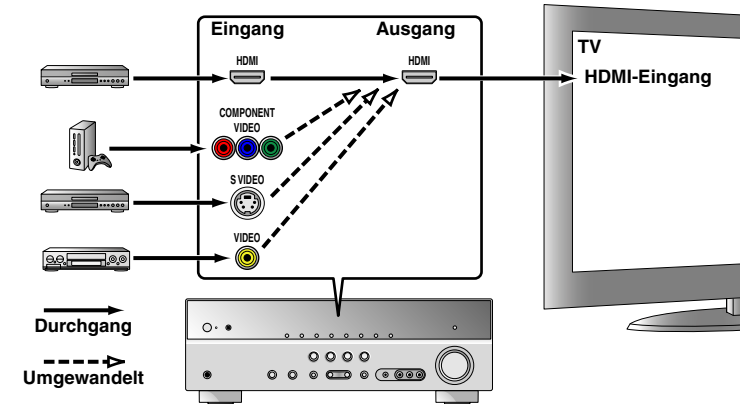 Eingang
Ausgang
HDMI
HDMI
COMPONENT
VIDEO
S VIDEO
VIDEO
TV
HDMI-Eingang
Durchgang
Umgewandelt